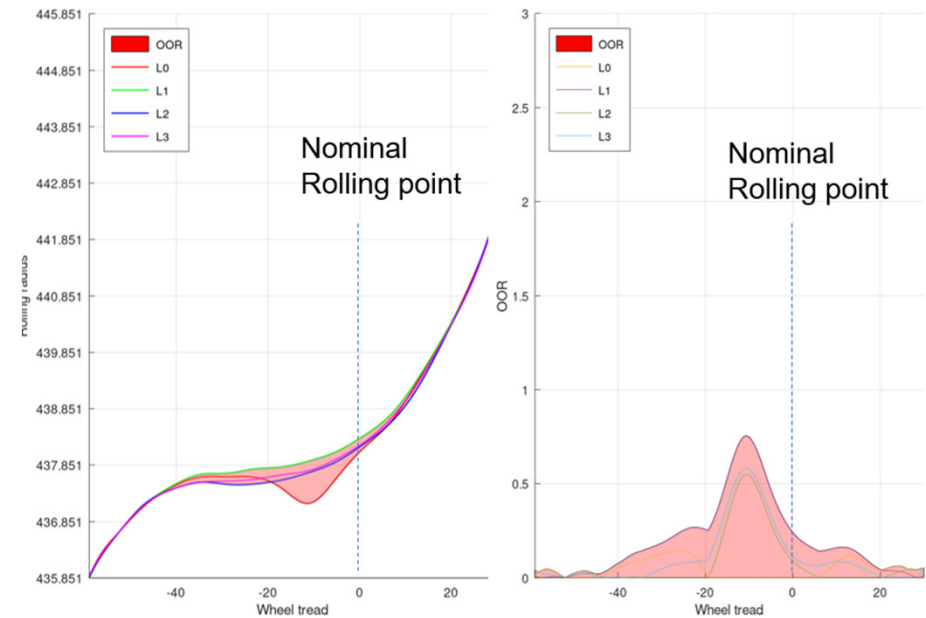 445.851
444.851
443.851
442.851
441.851
440.851
439.851
438.851
437.851
436.851
435.851
Rolling radius
OOR
L0
L1
L2
L3
Nominal
Rolling point
-40
-20
0
20
Wheel tread
3
2.5
2
1.5
1
0.5
0
OOR
OOR
L0
L1
L2
L3
Nominal
Rolling point
-40
-20
0
20
Wheel tread